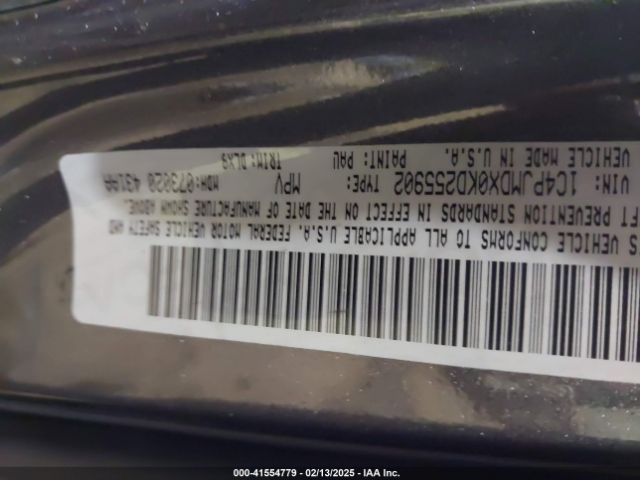 S VEHICLE CONFORMS TO ALL APPLICABLE U.S.A. FEDERAL MOTOR VEHICLE SAFETY AND
FT PREVENTION STANDARDS IN EFFECT ON THE DATE OF MANUFACTURE SHOWN ABOVE.
VIN: 1C4PJMDX0KD255902 TYPE: MPV MDH:073020 431AA
VEHICLE MADE IN U.S.A. PAINT: PAU TRIM: DLX9
000-41554779 - 02/13/2025 - IAA Inc.